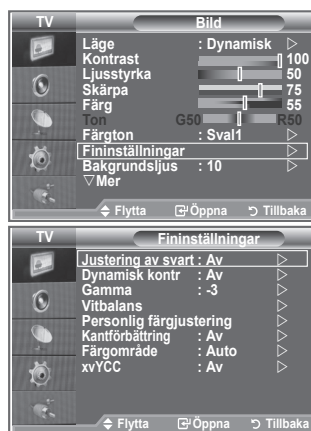 TV Bild
Läge : Dynamisk ▷
Kontrast 100
Ljusstyrka 50
Skärpa 75
Färg 55
Ton G50 R50
Färgton : Sval1 ▷
Fininställningar ▷
Bakgrundsljus : 10 ▷
▽Mer
Flytta Öppna Tillbaka
TV Fininställningar
Justering av svart : Av ▷
Dynamisk kontr : Av ▷
Gamma : -3 ▷
Vitbalans ▷
Personlig färgjustering ▷
Kantförbättring : Av ▷
Färgområde : Auto ▷
xvYCC : Av ▷
Flytta Öppna Tillbaka